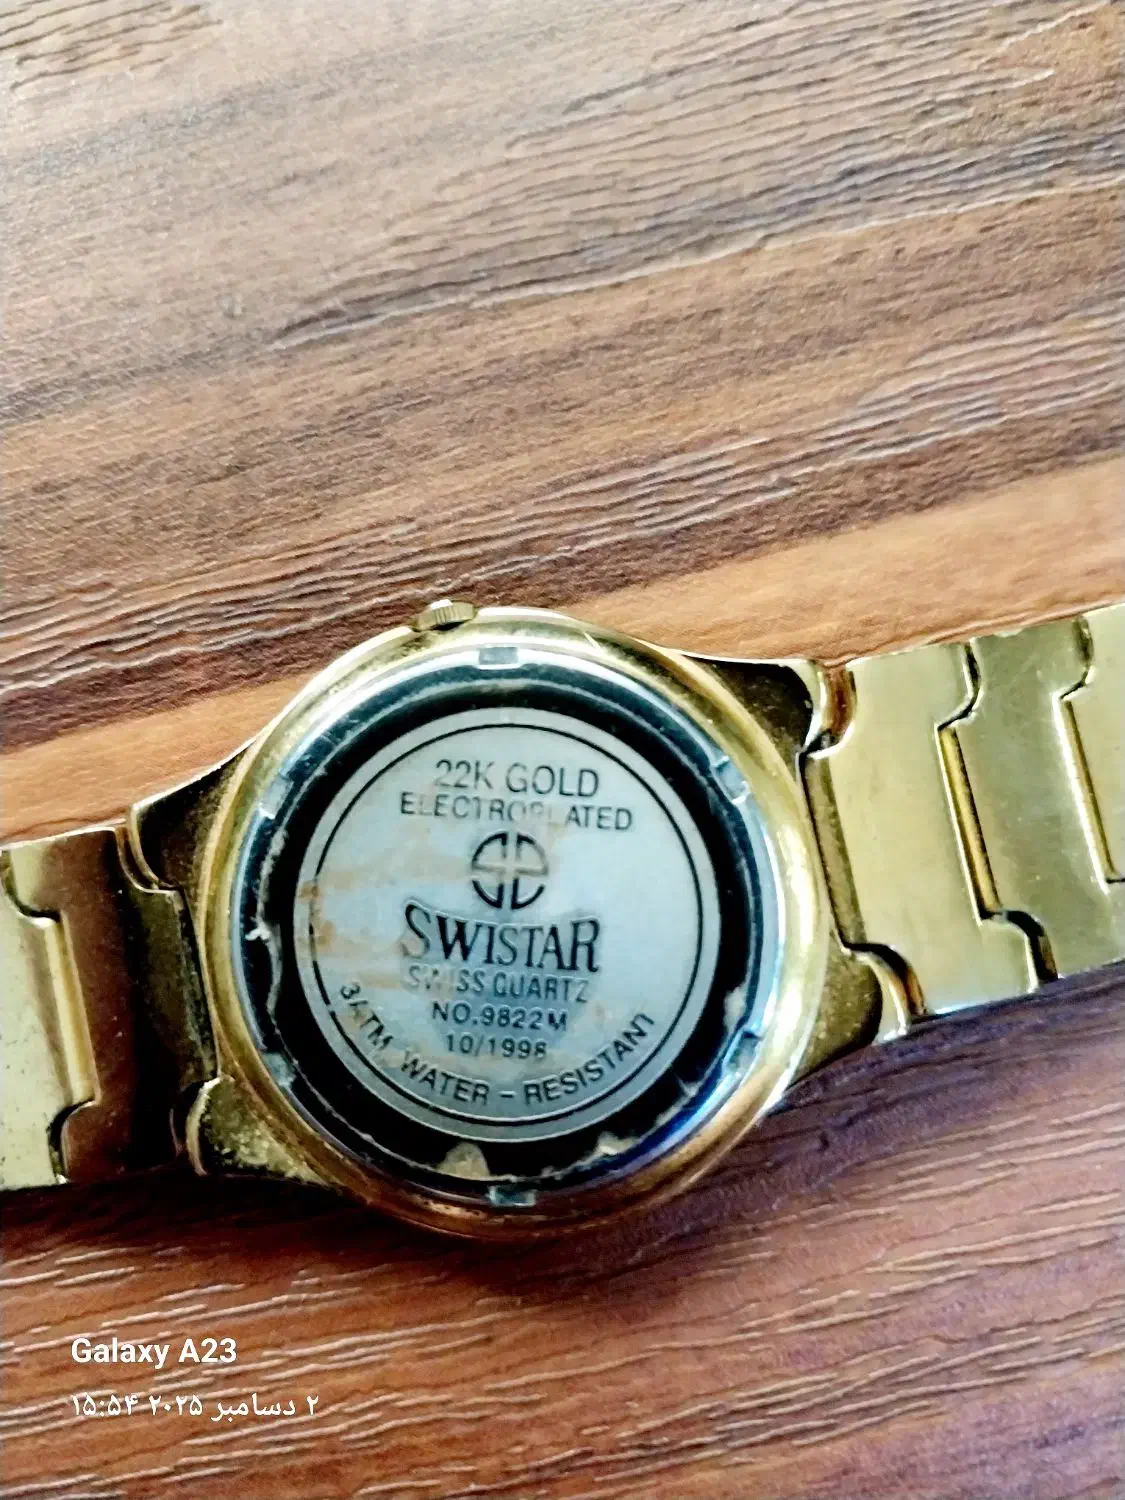 22K GOLD
ELECTROPLATED
SWISTAR
SWISS QUARTZ
NO.9822M
10/1998
3ATM. WATER - RESISTANT
Galaxy A23
۲ دسامبر ۲۰۲۵ ۱۵:۵۴